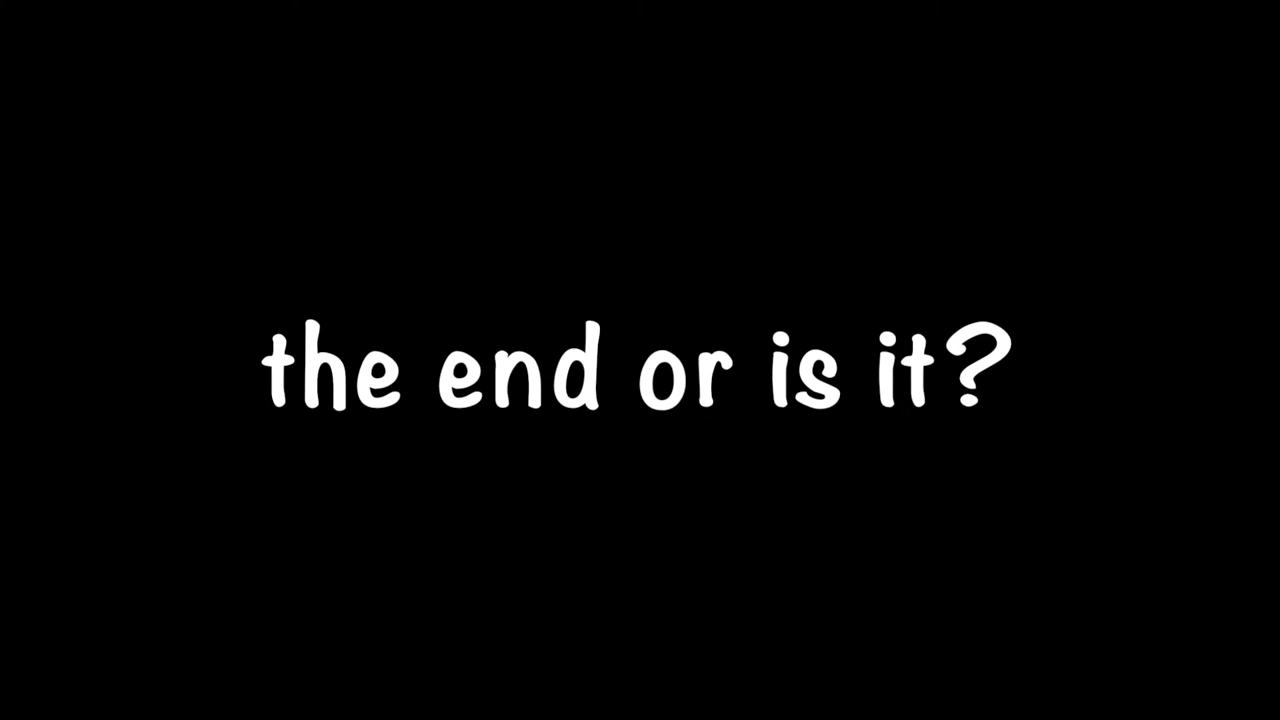 the end or is it?